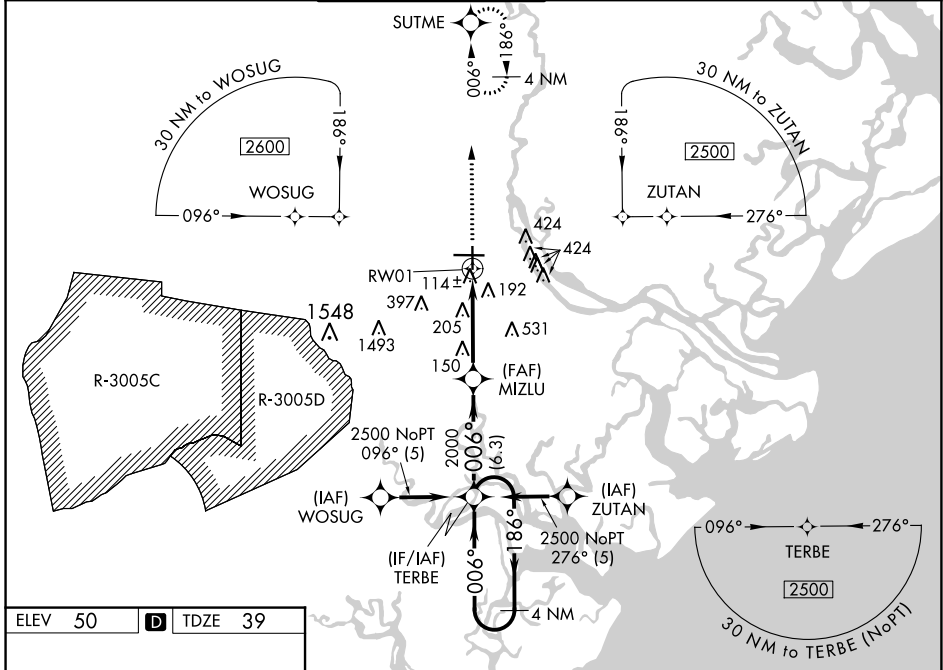 SUTME
186°
006°
4 NM
30 NM to WOSUG
186°
2600
WOSUG
096°
30 NM to ZUTAN
186°
2500
ZUTAN
276°
424
424
RW01
114±
192
397
205
531
1548
1493
150
R-3005C
R-3005D
(FAF)
MIZLU
2000
006°
(6.3)
2500 NoPT
096° (5)
(IAF)
WOSUG
(IAF)
ZUTAN
2500 NoPT
276° (5)
(IF/IAF)
TERBE
186°
006°
4 NM
096°
276°
TERBE
2500
30 NM to TERBE (NoPT)
ELEV 50 D TDZE 39